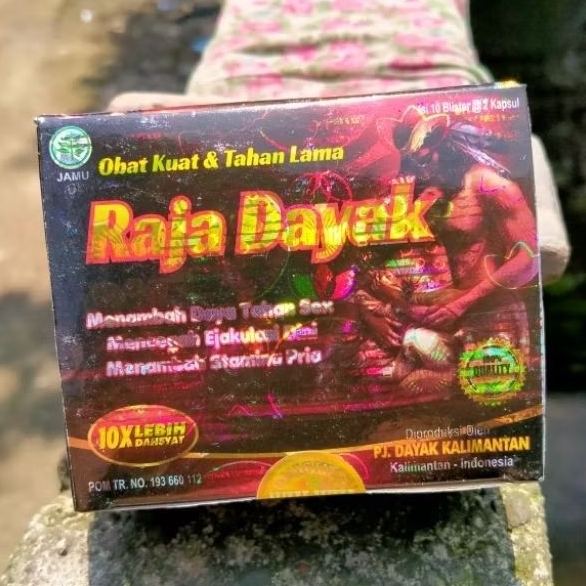 Isi 10 Blister @ 2 Kapsul
JAMU
Obat Kuat & Tahan Lama
Raja Dayak
Menambah Daya Tahan Sex
Mencegah Ejakulasi Dini
Menambah Stamina Pria
QUALITY
10X LEBIH
DAHSYAT
Diproduksi Oleh
PJ. DAYAK KALIMANTAN
Kalimantan - Indonesia
POM TR. NO. 193 660 112